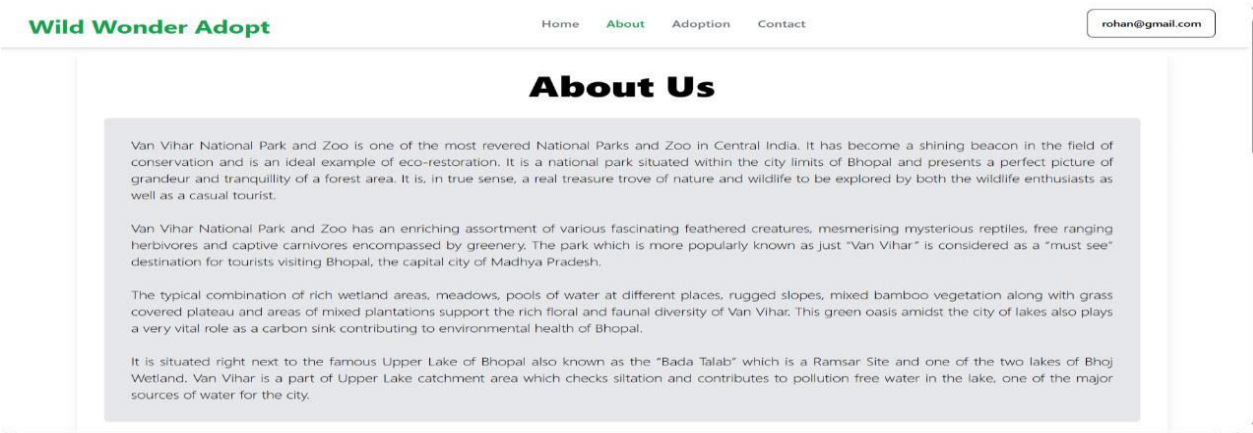 Wild Wonder Adopt
Home About Adoption Contact
rohan@gmail.com
About Us
Van Vihar National Park and Zoo is one of the most revered National Parks and Zoo in Central India. It has become a shining beacon in the field of
conservation and is an ideal example of eco-restoration. It is a national park situated within the city limits of Bhopal and presents a perfect picture of
grandeur and tranquillity of a forest area. It is, in true sense, a real treasure trove of nature and wildlife to be explored by both the wildlife enthusiasts as
well as a casual tourist.
Van Vihar National Park and Zoo has an enriching assortment of various fascinating feathered creatures, mesmerising mysterious reptiles, free ranging
herbivores and captive carnivores encompassed by greenery. The park which is more popularly known as just “Van Vihar” is considered as a “must see”
destination for tourists visiting Bhopal, the capital city of Madhya Pradesh.
The typical combination of rich wetland areas, meadows, pools of water at different places, rugged slopes, mixed bamboo vegetation along with grass
covered plateau and areas of mixed plantations support the rich floral and faunal diversity of Van Vihar. This green oasis amidst the city of lakes also plays
a very vital role as a carbon sink contributing to environmental health of Bhopal.
It is situated right next to the famous Upper Lake of Bhopal also known as the “Bada Talab” which is a Ramsar Site and one of the two lakes of Bhoj
Wetland. Van Vihar is a part of Upper Lake catchment area which checks siltation and contributes to pollution free water in the lake, one of the major
sources of water for the city.